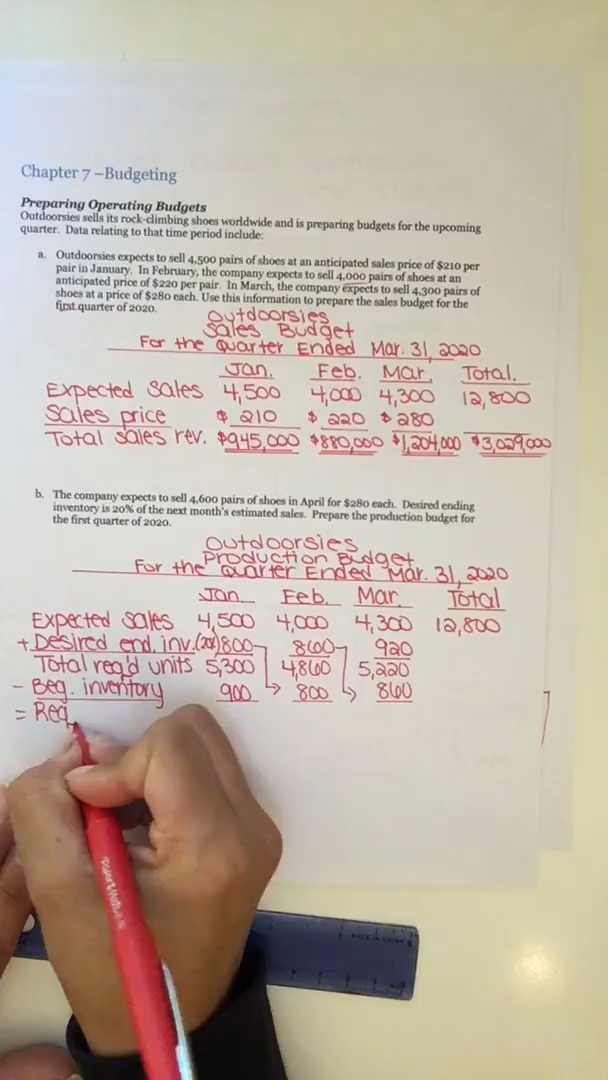 Chapter 7 –Budgeting
Preparing Operating Budgets
Outdoorsies sells its rock-climbing shoes worldwide and is preparing budgets for the upcoming
quarter. Data relating to that time period include:
a. Outdoorsies expects to sell 4,500 pairs of shoes at an anticipated sales price of $210 per
pair in January. In February, the company expects to sell 4,000 pairs of shoes at an
anticipated price of $220 per pair. In March, the company expects to sell 4,300 pairs of
shoes at a price of $280 each. Use this information to prepare the sales budget for the
first quarter of 2020.
Outdoorsies
Sales Budget
For the Quarter Ended Mar. 31, 2020
Jan. Feb. Mar. Total.
Expected Sales 4,500 4,000 4,300 12,800
Sales price $ 210 $ 220 $ 280
Total sales rev. $945,000 $880,000 $1,204,000 $3,029,000
b. The company expects to sell 4,600 pairs of shoes in April for $280 each. Desired ending
inventory is 20% of the next month's estimated sales. Prepare the production budget for
the first quarter of 2020.
Outdoorsies
Production Budget
For the Quarter Ended Mar. 31, 2020
Jan Feb. Mar. Total
Expected Sales 4,500 4,000 4,300 12,800
+ Desired end. inv. 800 860 920
Total req'd units 5,300 4,860 5,220
- Beg. inventory 900 800 860
= Req